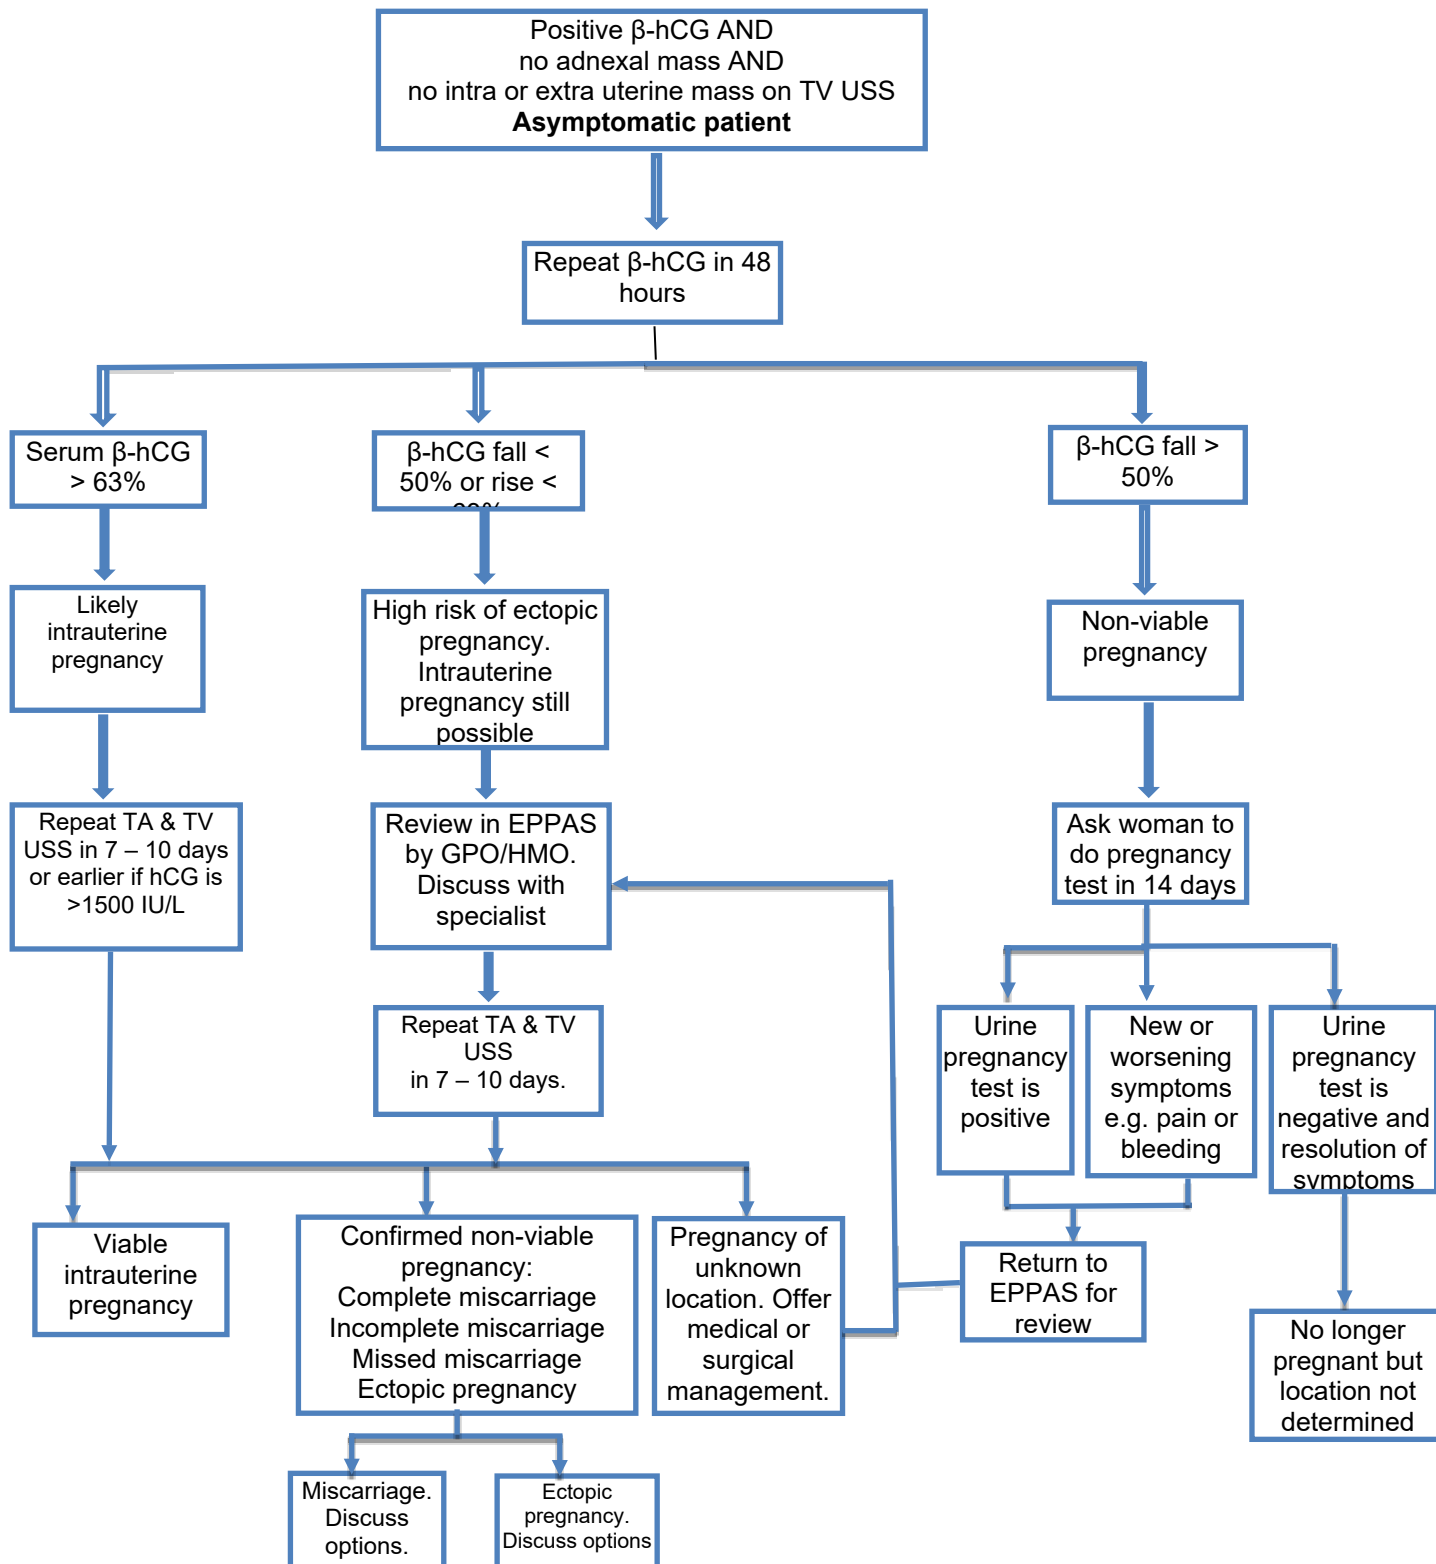 Positive β-hCG AND
no adnexal mass AND
no intra or extra uterine mass on TV USS
Asymptomatic patient
Repeat β-hCG in 48
hours
Serum β-hCG
> 63%
β-hCG fall <
50% or rise <
β-hCG fall >
50%
Likely
intrauterine
pregnancy
High risk of ectopic
pregnancy.
Intrauterine
pregnancy still
possible
Non-viable
pregnancy
Repeat TA & TV
USS in 7 – 10 days
or earlier if hCG is
>1500 IU/L
Review in EPPAS
by GPO/HMO.
Discuss with
specialist
Ask woman to
do pregnancy
test in 14 days
Repeat TA & TV
USS
in 7 – 10 days.
Urine
pregnancy
test is
positive
New or
worsening
symptoms
e.g. pain or
bleeding
Urine
pregnancy
test is
negative and
resolution of
symptoms
Viable
intrauterine
pregnancy
Confirmed non-viable
pregnancy:
Complete miscarriage
Incomplete miscarriage
Missed miscarriage
Ectopic pregnancy
Pregnancy of
unknown
location. Offer
medical or
surgical
management.
Return to
EPPAS for
review
No longer
pregnant but
location not
determined
Miscarriage.
Discuss
options.
Ectopic
pregnancy.
Discuss options